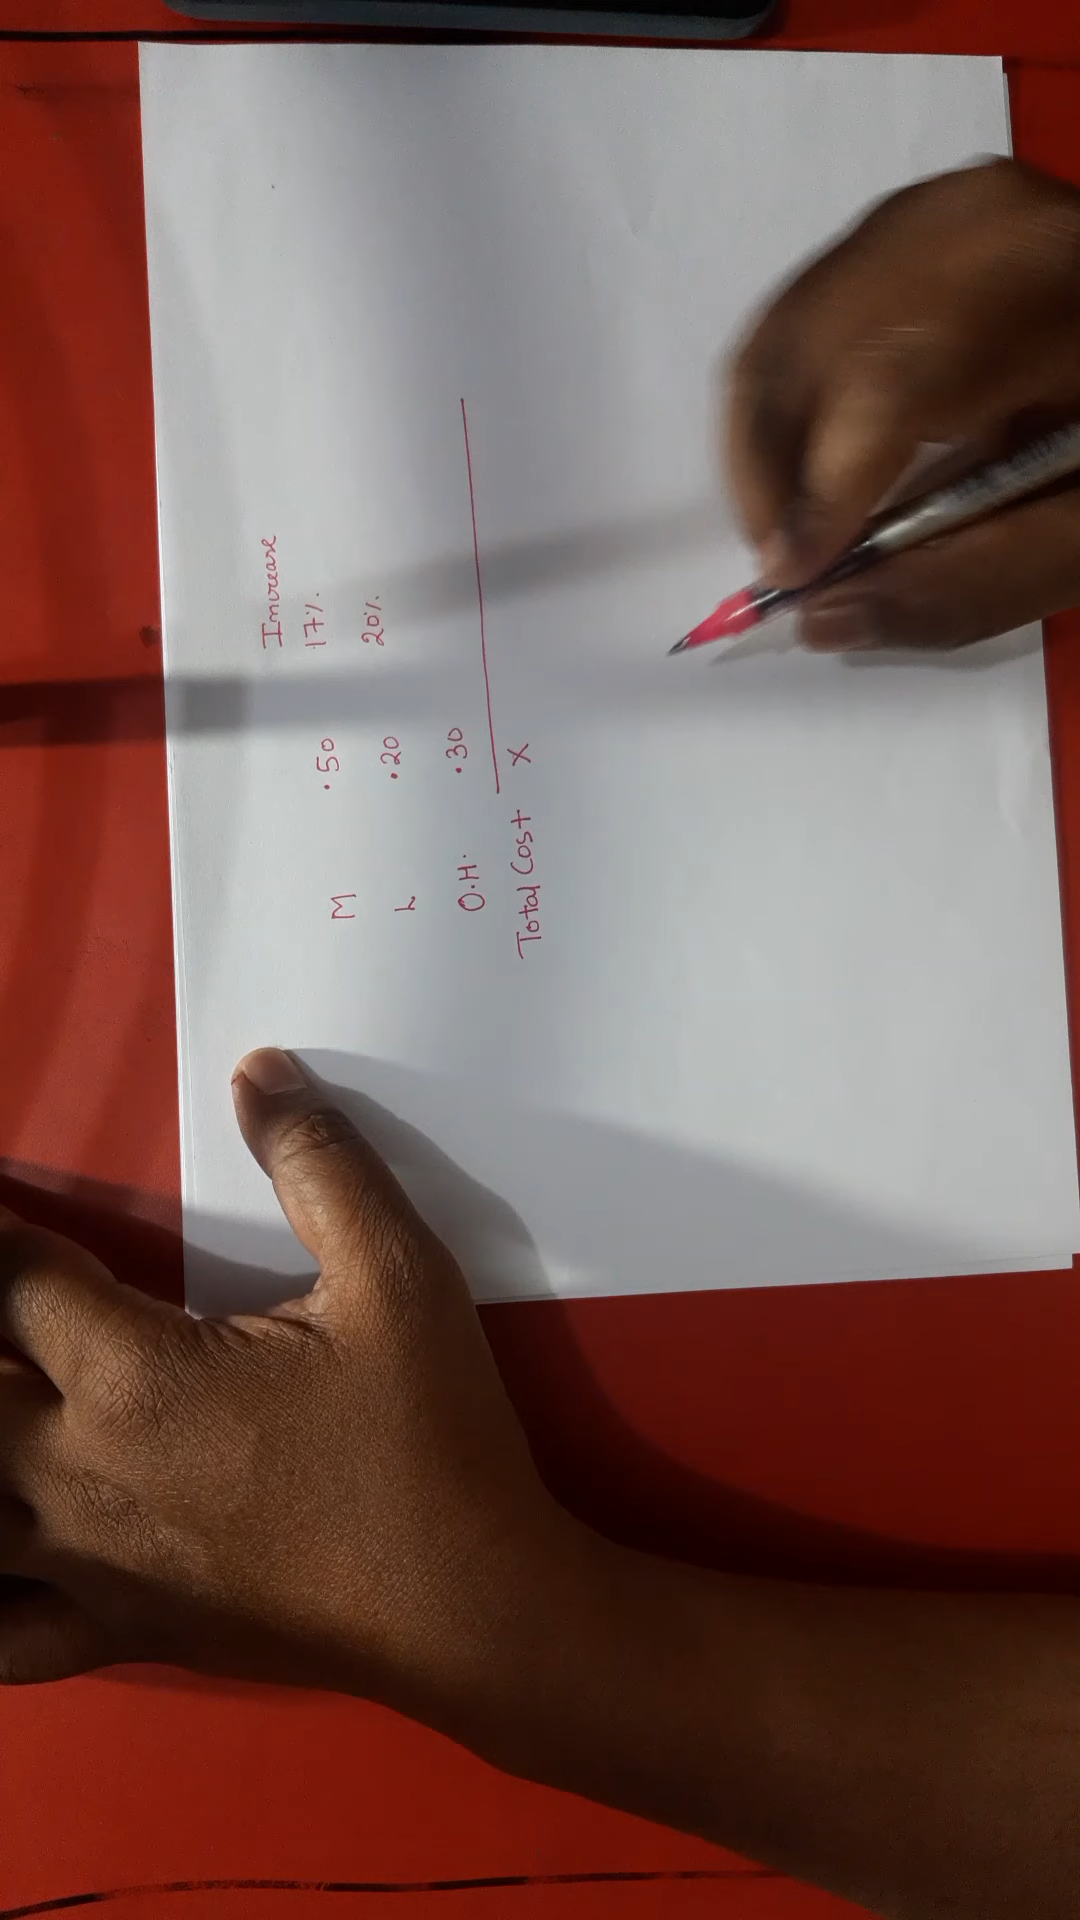 Increase
M .50 17%.
L .20 20%.
O.H. .30
Total Cost X